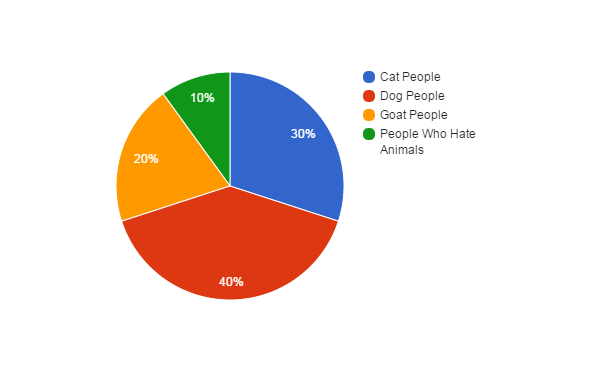 10%
30%
20%
40%
Cat People
Dog People
Goat People
People Who Hate
Animals